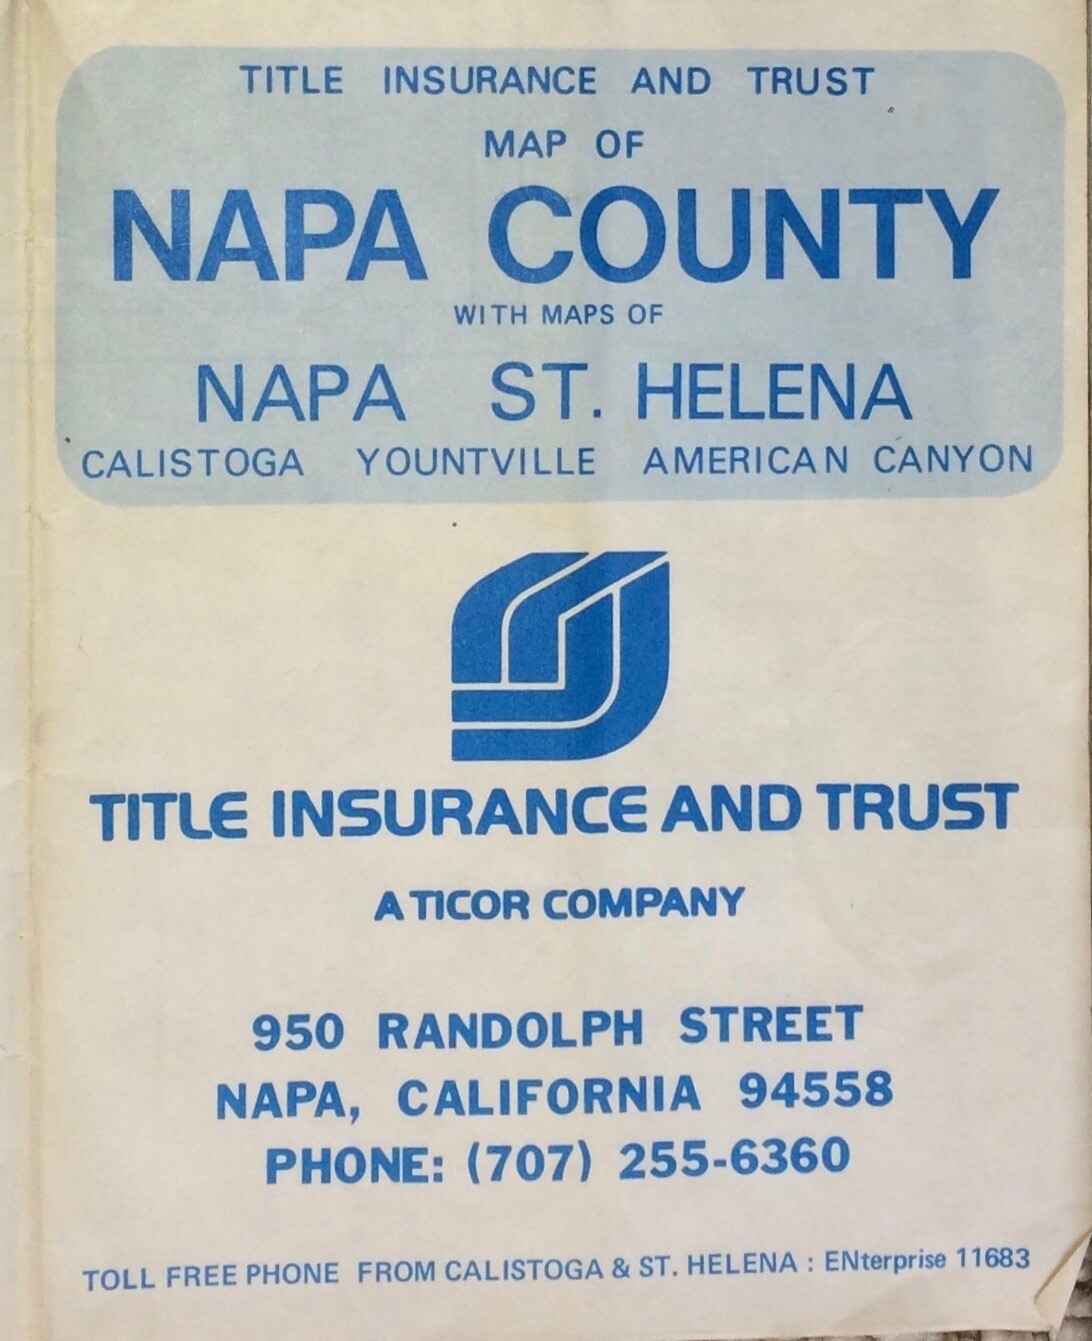 TITLE INSURANCE AND TRUST
MAP OF
NAPA COUNTY
WITH MAPS OF
NAPA ST. HELENA
CALISTOGA YOUNTVILLE AMERICAN CANYON
TITLE INSURANCE AND TRUST
A TICOR COMPANY
950 RANDOLPH STREET
NAPA, CALIFORNIA 94558
PHONE: (707) 255-6360
TOLL FREE PHONE FROM CALISTOGA & ST. HELENA : ENterprise 11683